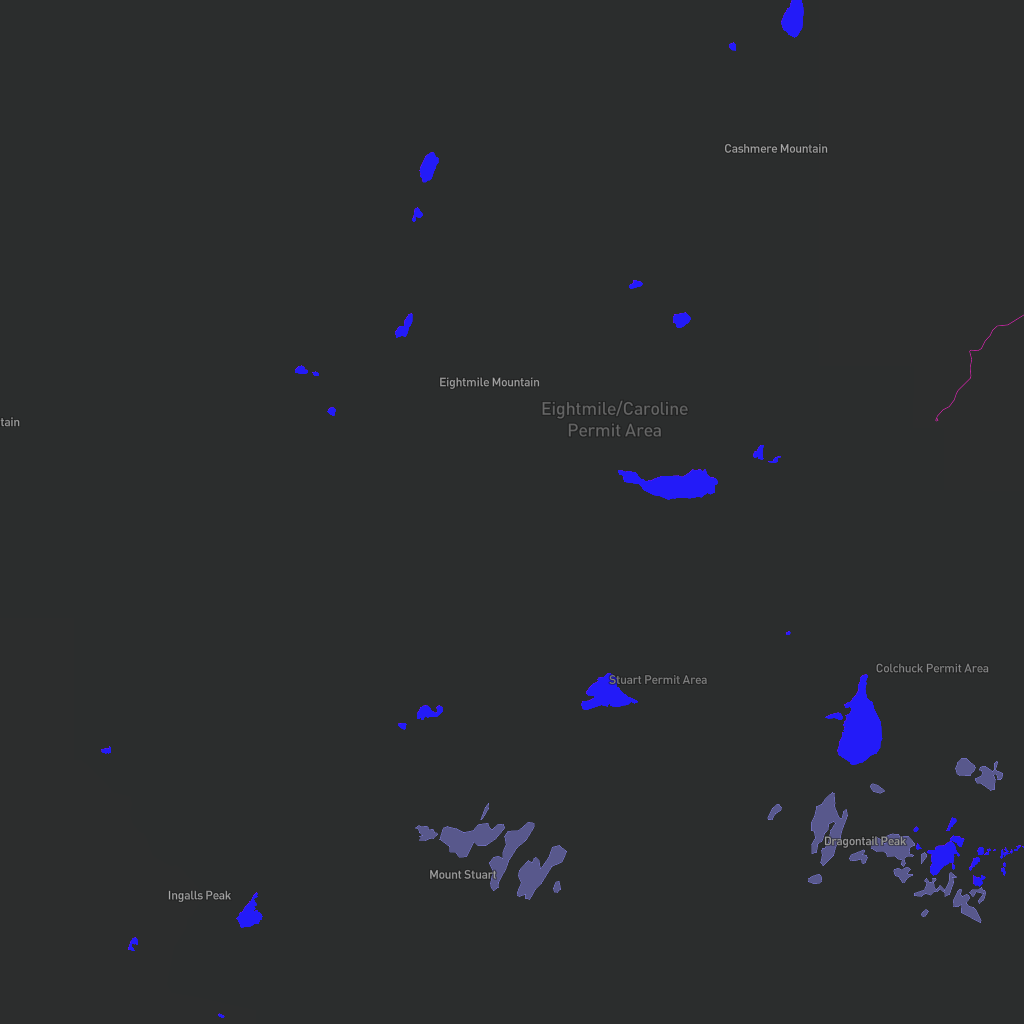 Cashmere Mountain
Eightmile Mountain
Eightmile/Caroline
Permit Area
tain
Colchuck Permit Area
Stuart Permit Area
Dragontail Peak
Mount Stuart
Ingalls Peak